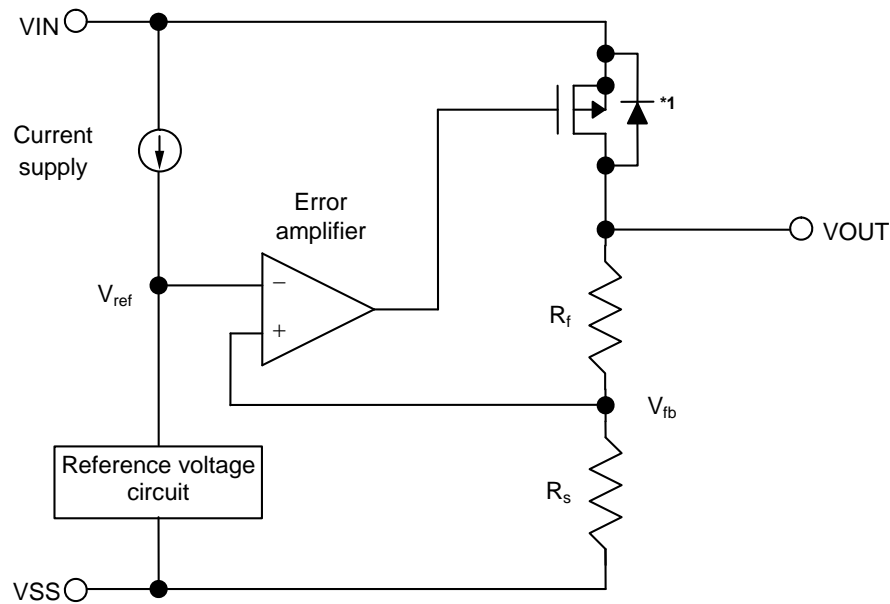 VIN
*1
Current
supply
Error
amplifier
VOUT
Vref
−
+
Rf
Vfb
Reference voltage
circuit
Rs
VSS